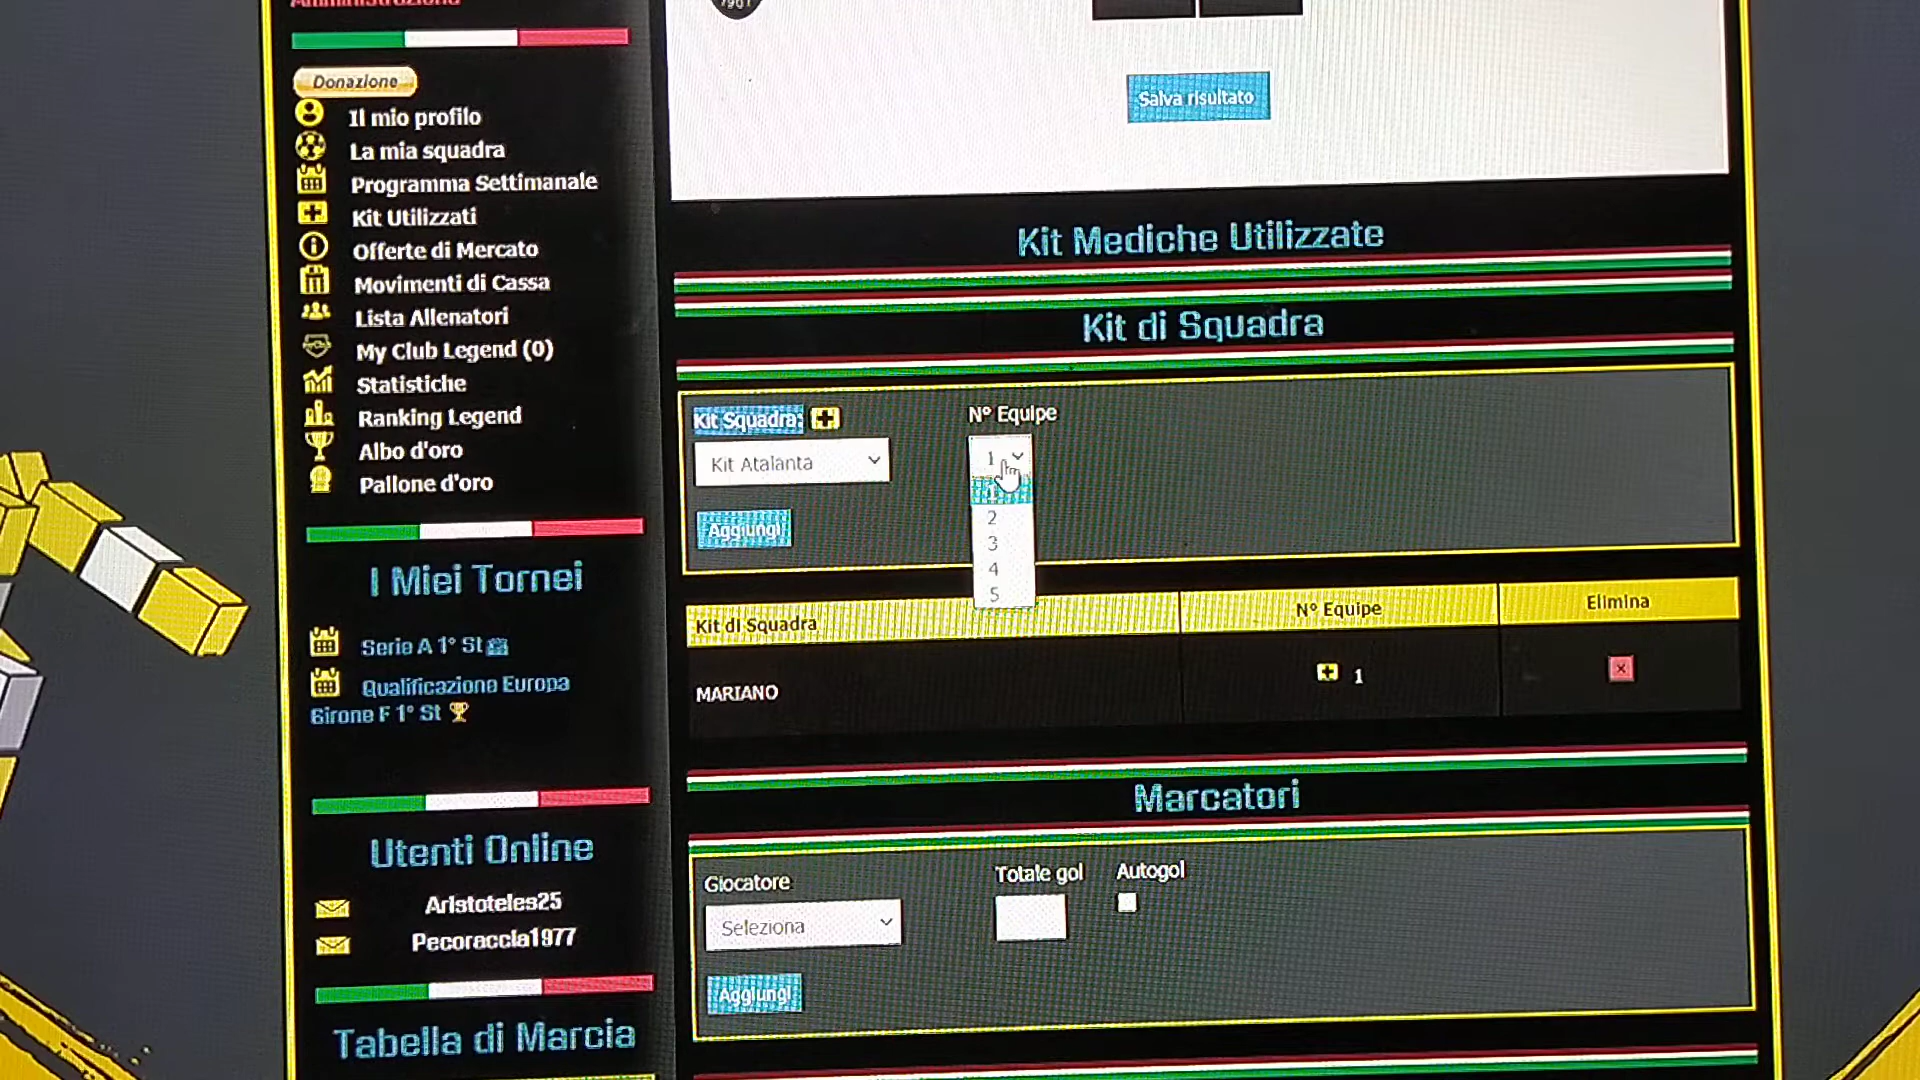 Amministrazione
Donazione
Il mio profilo
La mia squadra
Programma Settimanale
Kit Utilizzati
Offerte di Mercato
Movimenti di Cassa
Lista Allenatori
My Club Legend (0)
Statistiche
Ranking Legend
Albo d'oro
Pallone d'oro
I Miei Tornei
Serie A 1° St
Qualificazione Europa
Girone F 1° St
Utenti Online
Aristoteles25
Pecoraccia1977
Tabella di Marcia
1961
Salva risultato
Kit Mediche Utilizzate
Kit di Squadra
Kit Squadra:
N° Equipe
Kit Atalanta
1
1
2
3
4
5
Aggiungi
Kit di Squadra
N° Equipe
Elimina
MARIANO
1
Marcatori
Giocatore
Totale gol
Autogol
Seleziona
Aggiungi